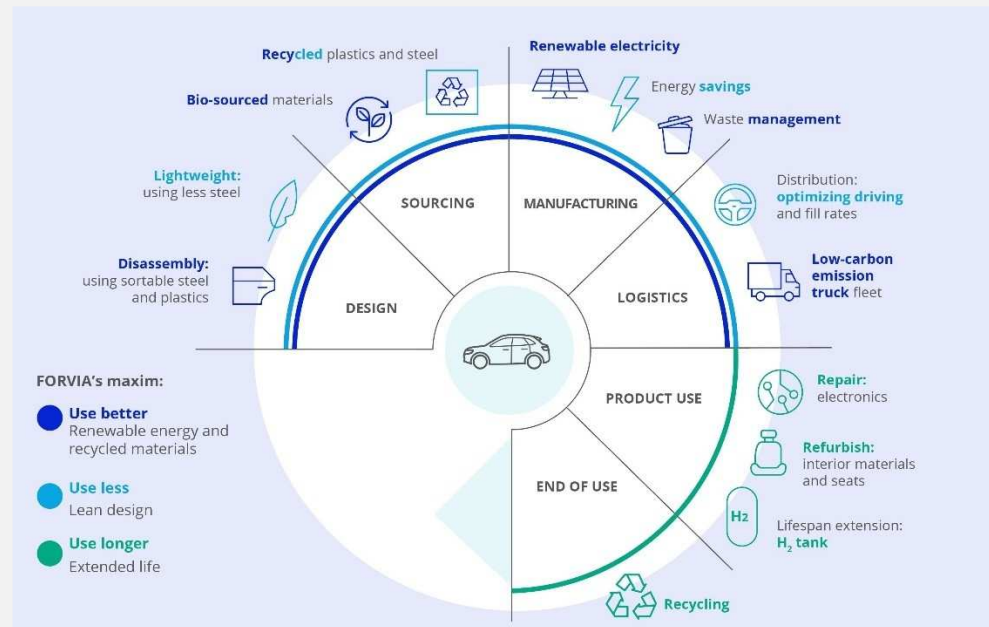 Renewable electricity
Recycled plastics and steel
Energy savings
Bio-sourced materials
Waste management
Lightweight:
using less steel
Distribution:
optimizing driving
and fill rates
SOURCING
MANUFACTURING
Disassembly:
using sortable steel
and plastics
Low-carbon
emission
truck fleet
DESIGN
LOGISTICS
FORVIA's maxim:
Use better
Renewable energy and
recycled materials
Use less
Lean design
Use longer
Extended life
PRODUCT USE
Repair:
electronics
Refurbish:
interior materials
and seats
END OF USE
H2
Lifespan extension:
H₂ tank
Recycling